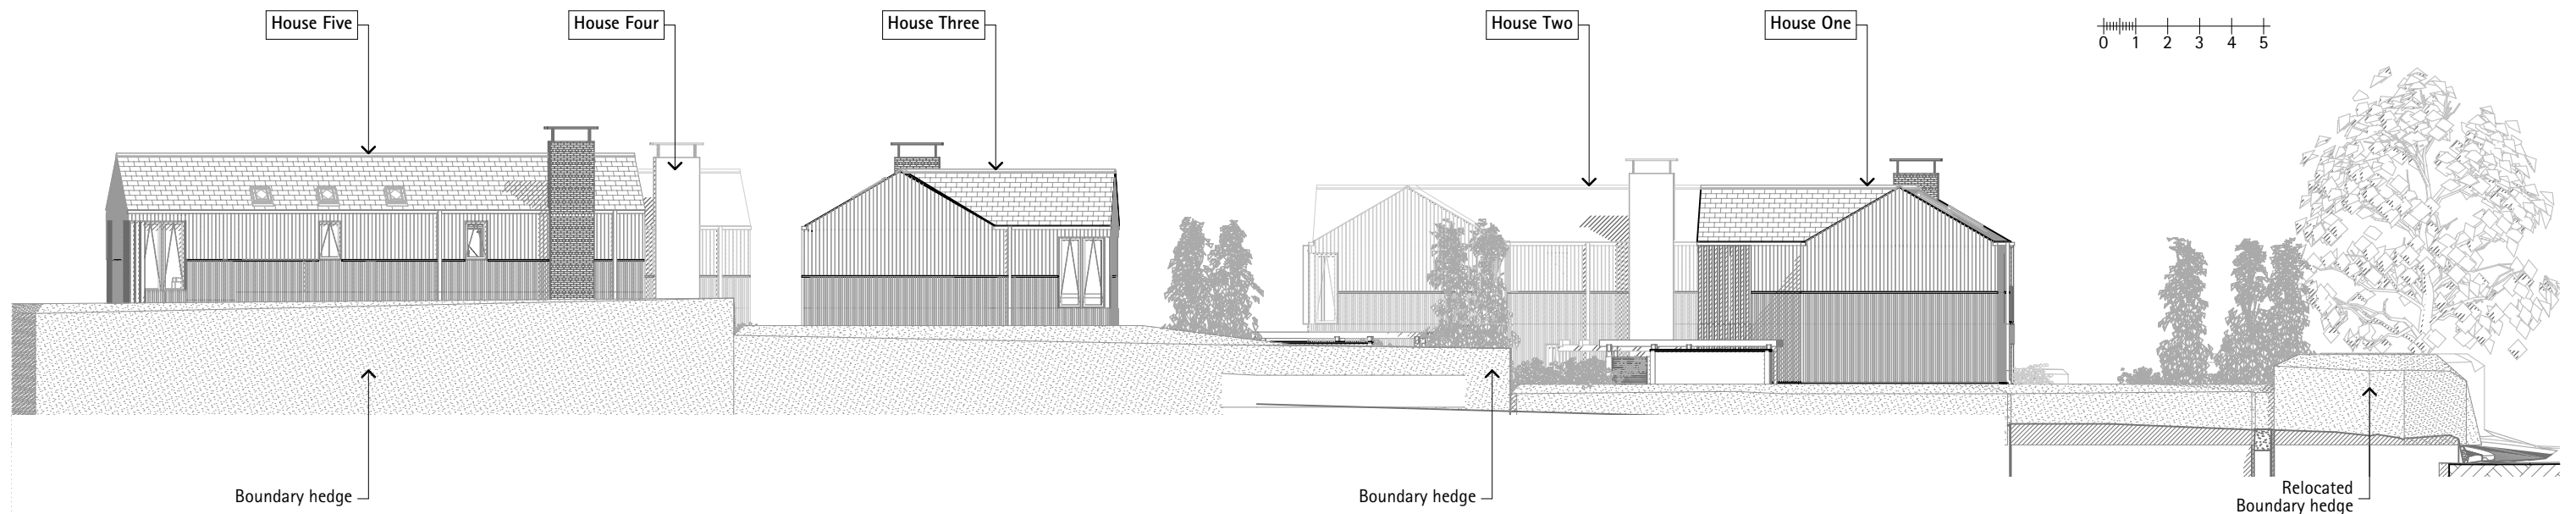 House Five
House Four
House Three
House Two
House One
0 1 2 3 4 5
Boundary hedge
Boundary hedge
Relocated
Boundary hedge